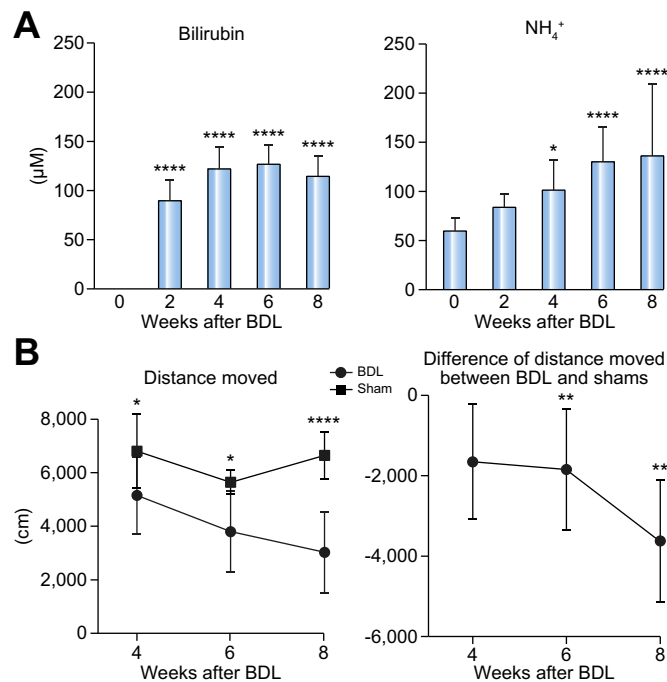 A
Bilirubin
250
200
150
100
50
0
(µM)
****
****
****
****
0 2 4 6 8
Weeks after BDL
NH₄⁺
250
200
150
100
50
0
*
****
****
0 2 4 6 8
Weeks after BDL
B
Distance moved
BDL
Sham
8,000
6,000
4,000
2,000
0
(cm)
*
*
****
4 6 8
Weeks after BDL
Difference of distance moved
between BDL and shams
0
-2,000
-4,000
-6,000
**
**
4 6 8
Weeks after BDL